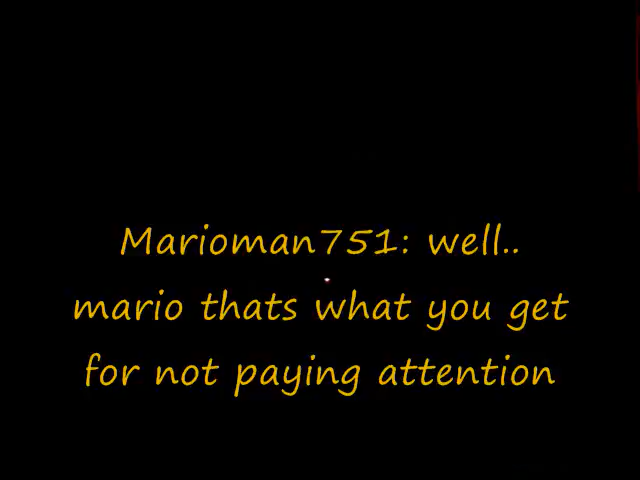 Marioman751: well..
mario thats what you get
for not paying attention